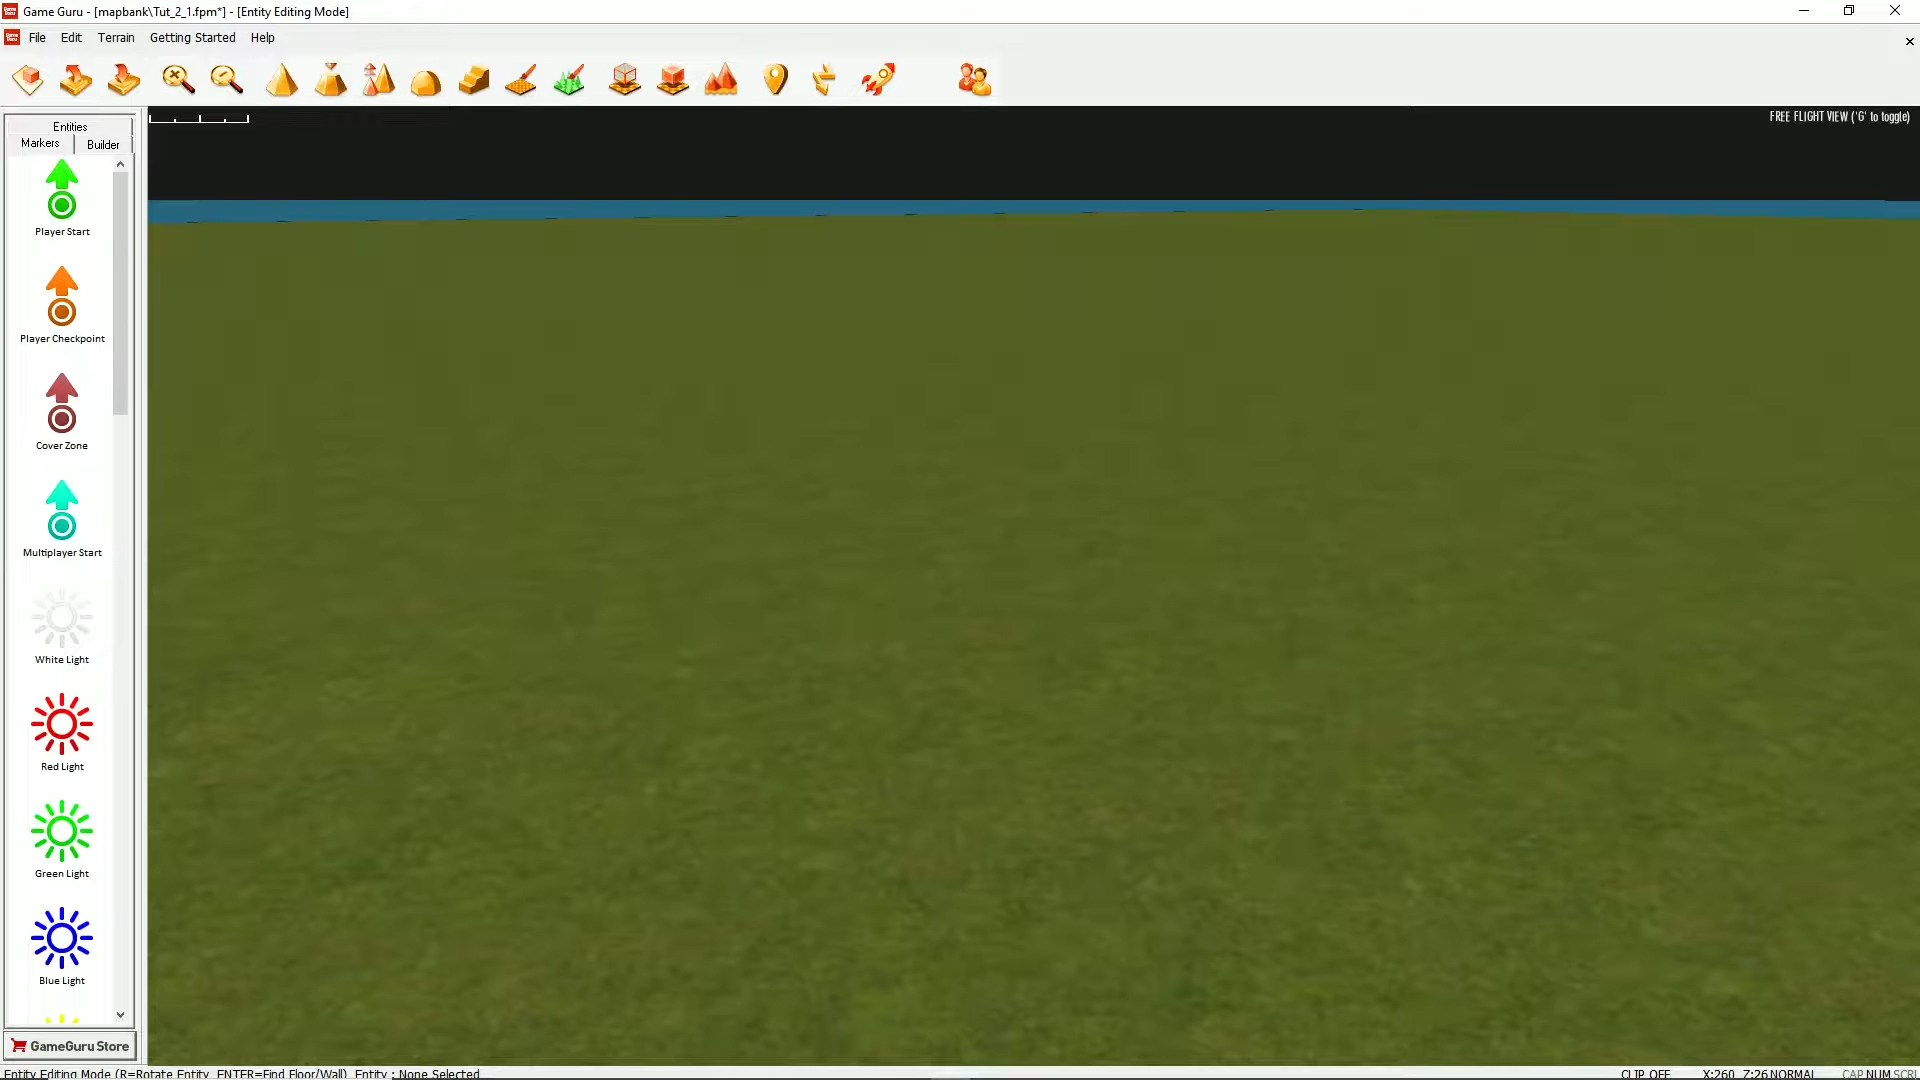 Game Guru - [mapbank\Tut_2_1.fpm*] - [Entity Editing Mode]
File Edit Terrain Getting Started Help
FREE FLIGHT VIEW ('G' to toggle)
Entities
Markers Builder
Player Start
Player Checkpoint
Cover Zone
Multiplayer Start
White Light
Red Light
Green Light
Blue Light
GameGuru Store
Entity Editing Mode (R=Rotate Entity, ENTER=Find Floor/Wall) Entity : None Selected
CLIP OFF X:260 Z:26 NORMAL CAP NUM SCRL